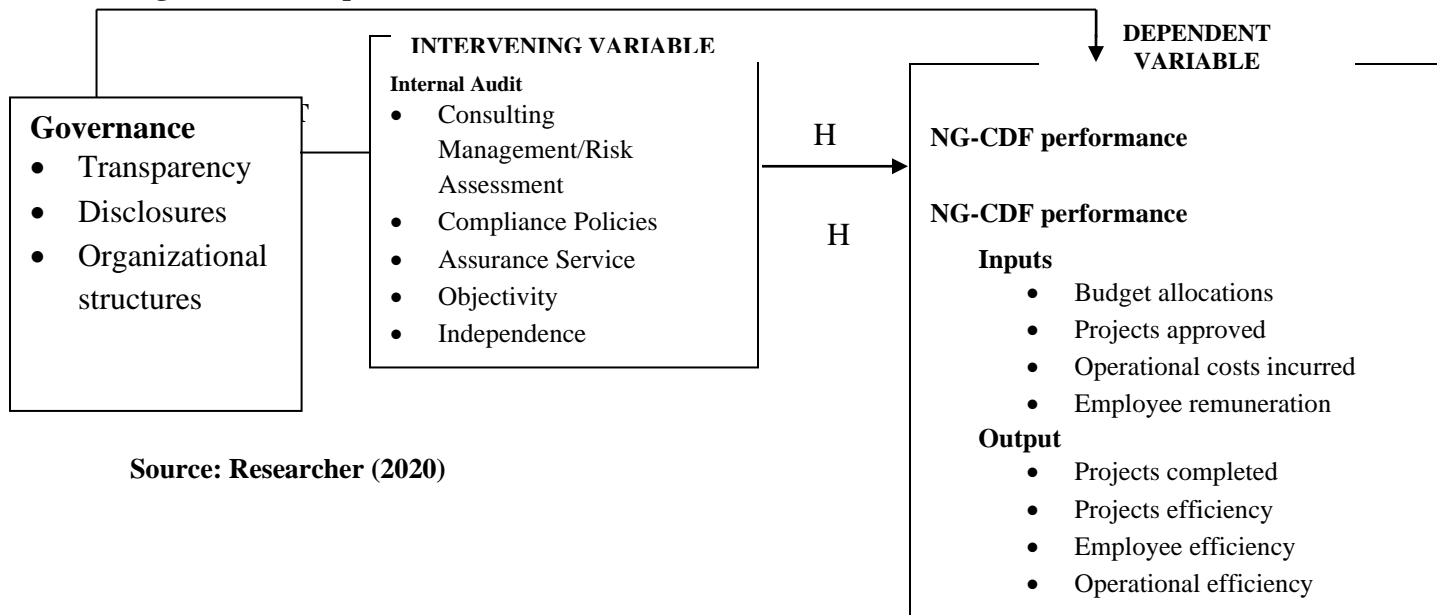 INTERVENING VARIABLE
DEPENDENT
VARIABLE
Governance
• Transparency
• Disclosures
• Organizational
structures
Internal Audit
• Consulting
Management/Risk
Assessment
• Compliance Policies
• Assurance Service
• Objectivity
• Independence
H
H
NG-CDF performance
NG-CDF performance
Inputs
• Budget allocations
• Projects approved
• Operational costs incurred
• Employee remuneration
Output
• Projects completed
• Projects efficiency
• Employee efficiency
• Operational efficiency
Source: Researcher (2020)